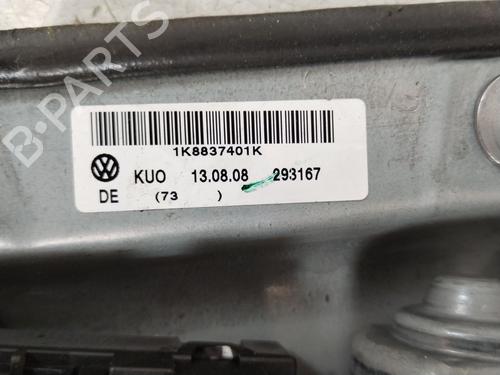 B-PARTS
1K8837401K
KUO 13.08.08 293167
DE (73 )